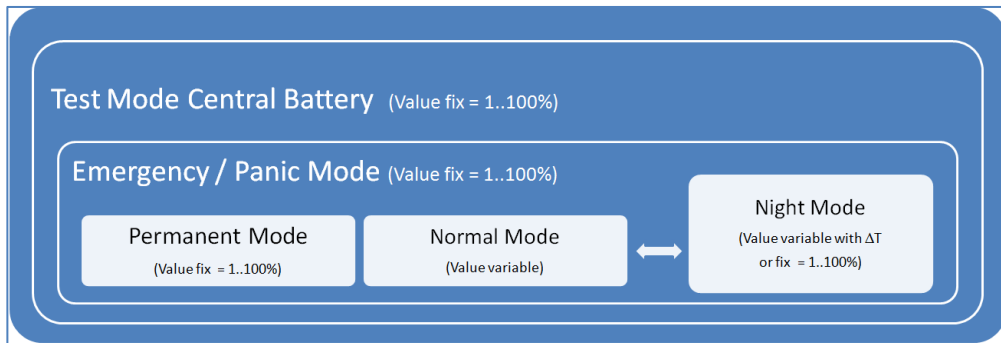 Test Mode Central Battery (Value fix = 1..100%)
Emergency / Panic Mode (Value fix = 1..100%)
Permanent Mode
(Value fix = 1..100%)
Normal Mode
(Value variable)
Night Mode
(Value variable with ΔT
or fix = 1..100%)